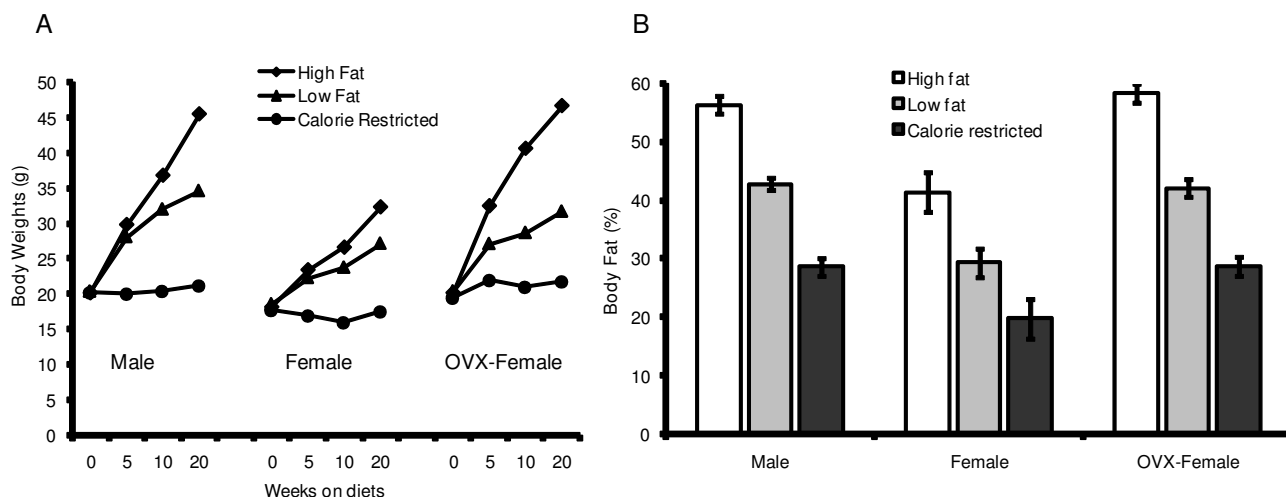 A
High Fat
Low Fat
Calorie Restricted
50
45
40
35
30
25
20
15
10
5
0
Body Weights (g)
Male
Female
OVX-Female
0 5 10 20 0 5 10 20 0 5 10 20
Weeks on diets
B
High fat
Low fat
Calorie restricted
60
50
40
30
20
10
0
Body Fat (%)
Male
Female
OVX-Female